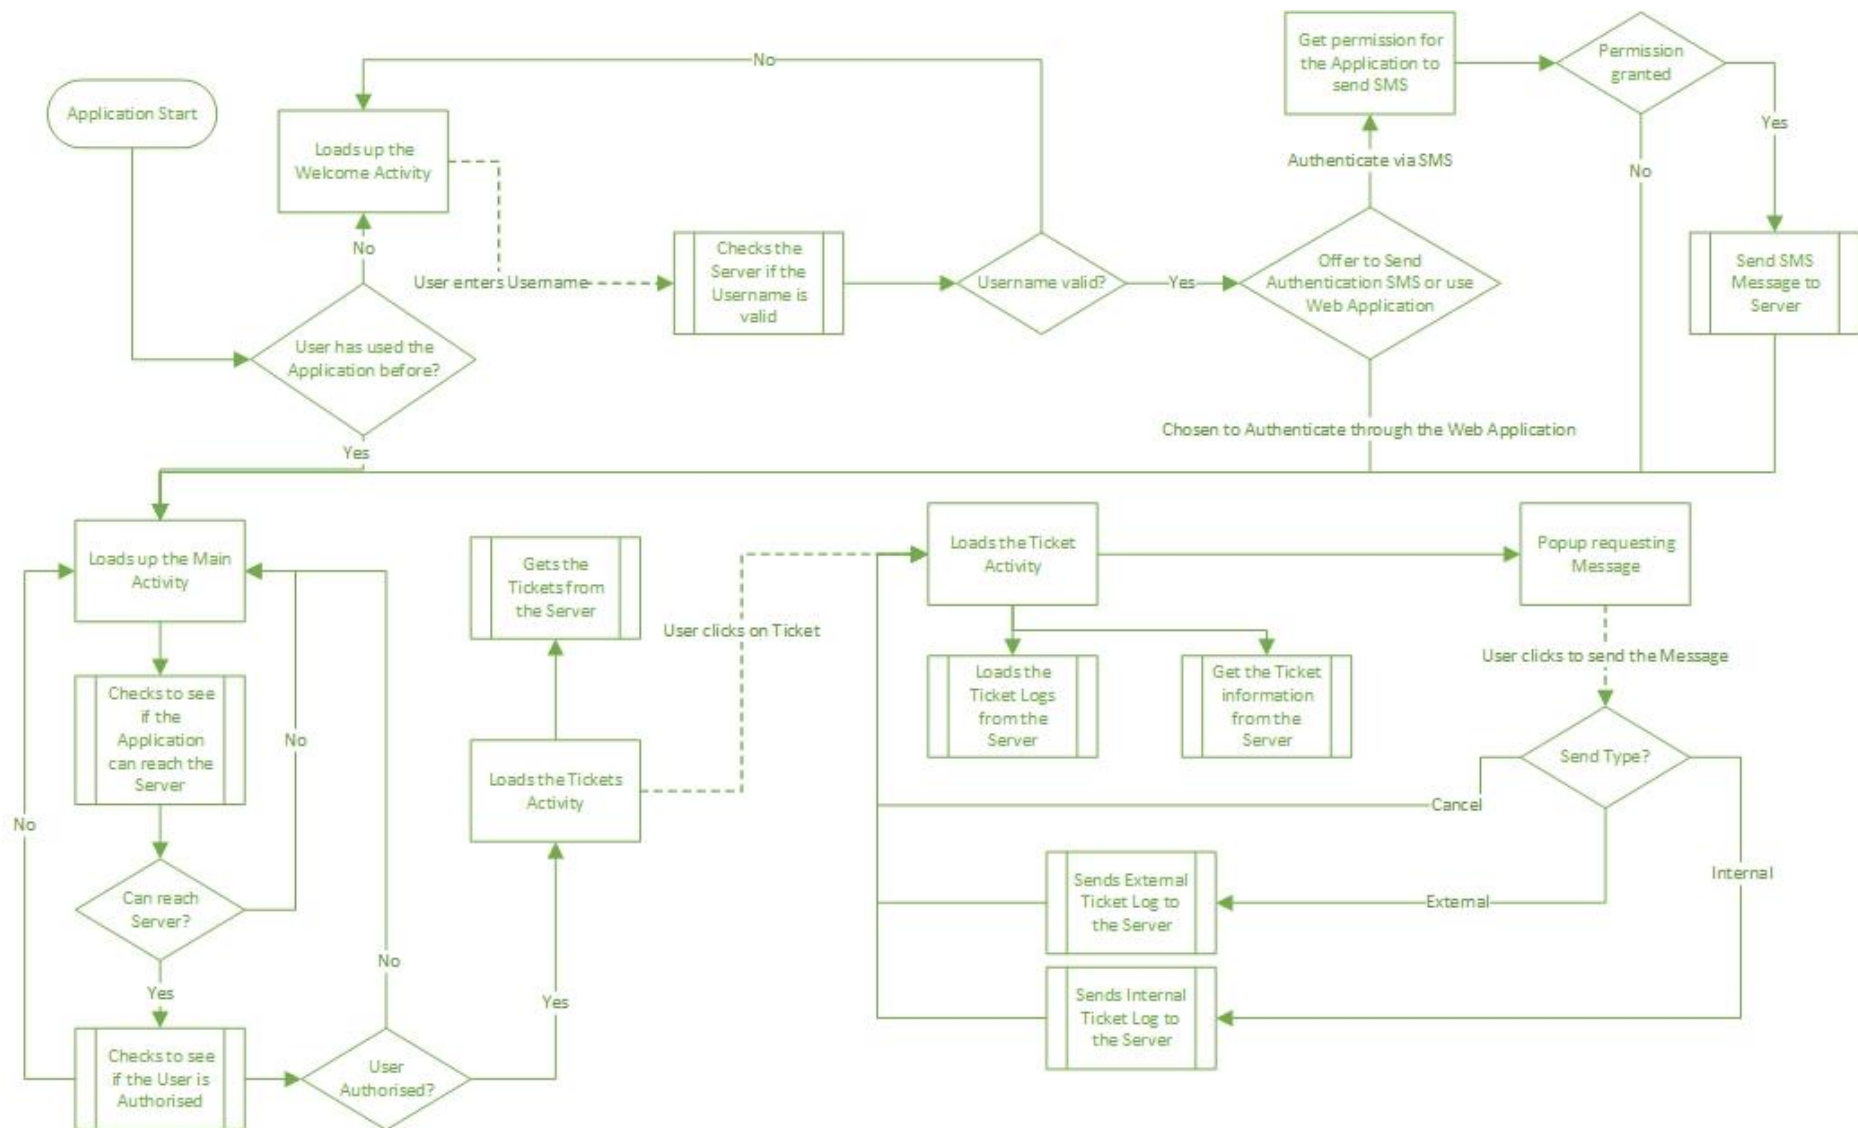 Application Start
Loads up the
Welcome Activity
No
No
User has used the
Application before?
Yes
User enters Username
Checks the
Server if the
Username is
valid
Username valid?
Yes
Offer to Send
Authentication SMS or use
Web Application
Authenticate via SMS
Get permission for
the Application to
send SMS
Permission
granted
Yes
No
Send SMS
Message to
Server
Chosen to Authenticate through the Web Application
Loads up the Main
Activity
Checks to see
if the
Application
can reach the
Server
No
No
Can reach
Server?
Yes
Checks to see
if the User is
Authorised
User
Authorised?
No
Yes
Gets the
Tickets from
the Server
Loads the Tickets
Activity
User clicks on Ticket
Loads the Ticket
Activity
Loads the
Ticket Logs
from the
Server
Get the Ticket
information
from the
Server
Popup requesting
Message
User clicks to send the Message
Send Type?
Cancel
External
Internal
Sends External
Ticket Log to
the Server
Sends Internal
Ticket Log to
the Server